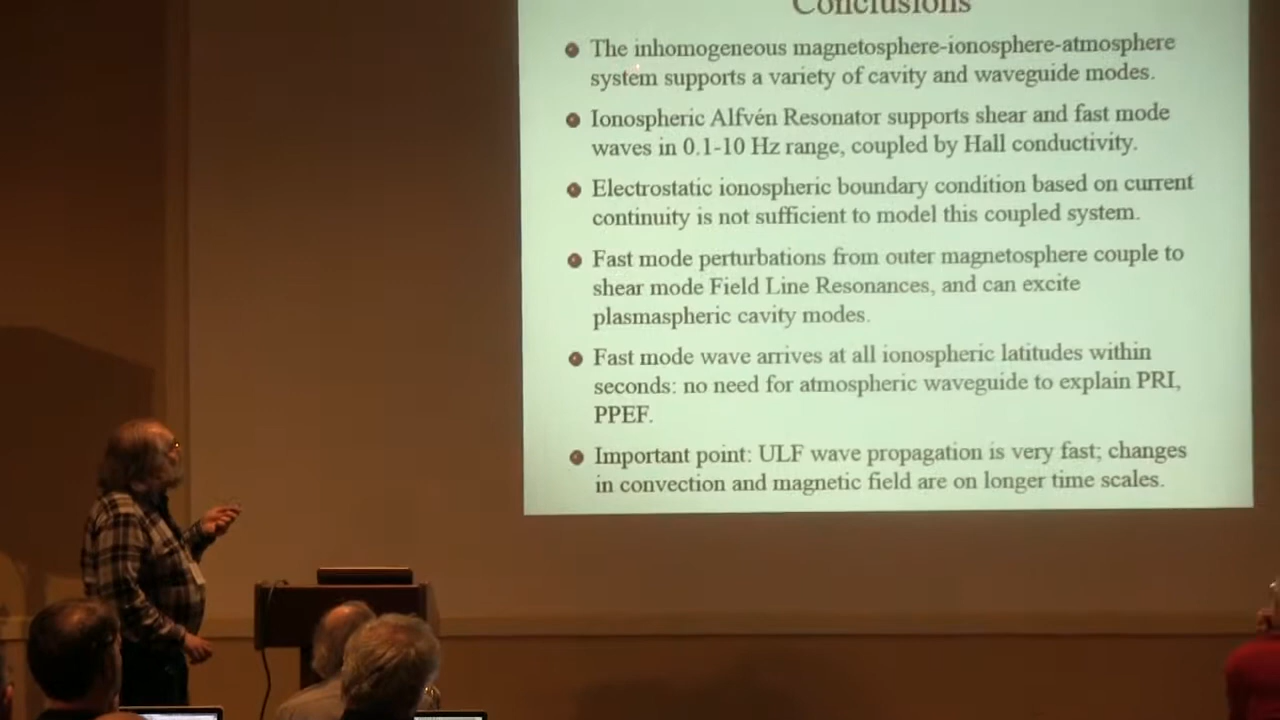 Conclusions
The inhomogeneous magnetosphere-ionosphere-atmosphere
system supports a variety of cavity and waveguide modes.
Ionospheric Alfvén Resonator supports shear and fast mode
waves in 0.1-10 Hz range, coupled by Hall conductivity.
Electrostatic ionospheric boundary condition based on current
continuity is not sufficient to model this coupled system.
Fast mode perturbations from outer magnetosphere couple to
shear mode Field Line Resonances, and can excite
plasmaspheric cavity modes.
Fast mode wave arrives at all ionospheric latitudes within
seconds: no need for atmospheric waveguide to explain PRI,
PPEF.
Important point: ULF wave propagation is very fast; changes
in convection and magnetic field are on longer time scales.